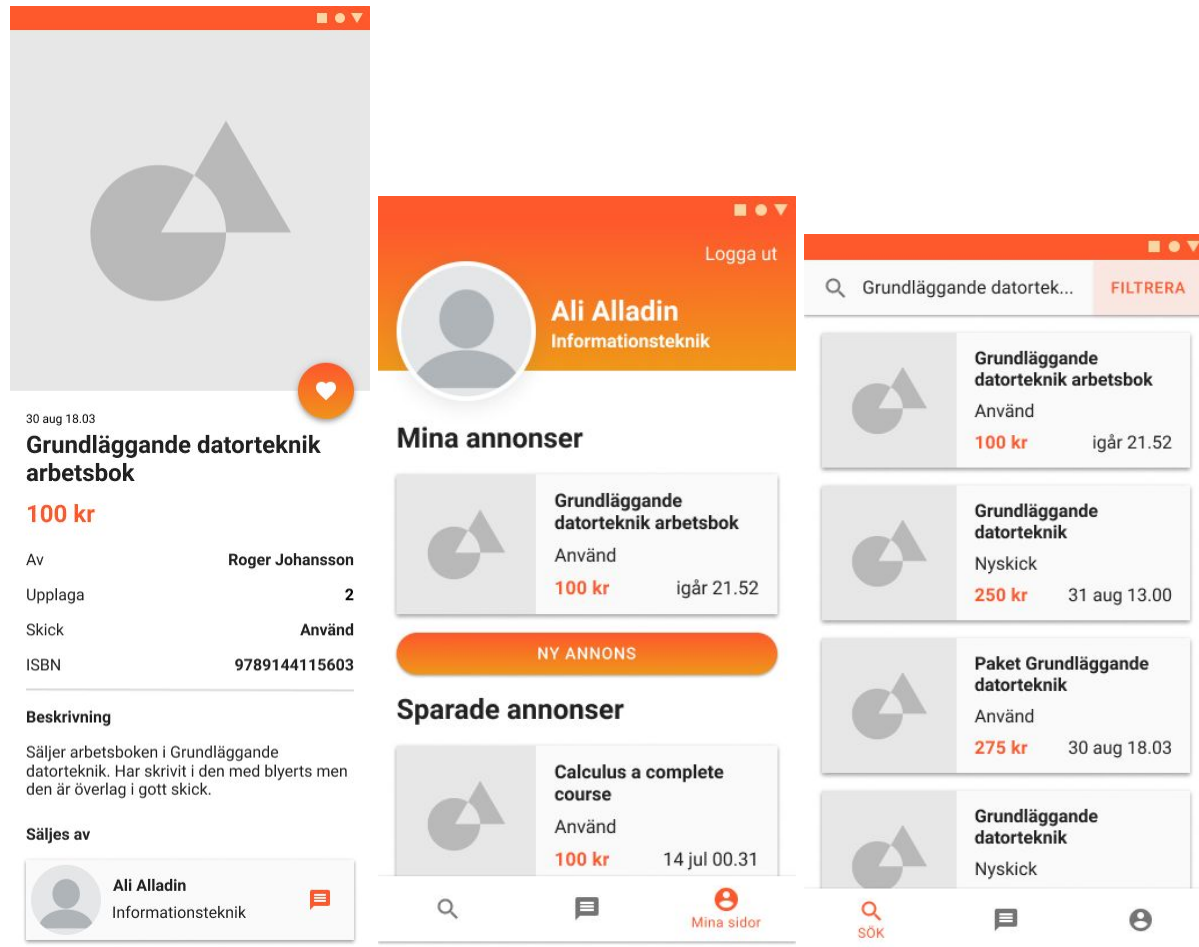 30 aug 18.03
Grundläggande datorteknik
arbetsbok
100 kr
Av Roger Johansson
Upplaga 2
Skick Använd
ISBN 9789144115603
Beskrivning
Säljer arbetsboken i Grundläggande
datorteknik. Har skrivit i den med blyerts men
den är överlag i gott skick.
Säljes av
Ali Alladin
Informationsteknik
Logga ut
Ali Alladin
Informationsteknik
Mina annonser
Grundläggande
datorteknik arbetsbok
Använd
100 kr igår 21.52
NY ANNONS
Sparade annonser
Calculus a complete
course
Använd
100 kr 14 jul 00.31
Mina sidor
Grundläggande datortek... FILTRERA
Grundläggande
datorteknik arbetsbok
Använd
100 kr igår 21.52
Grundläggande
datorteknik
Nyskick
250 kr 31 aug 13.00
Paket Grundläggande
datorteknik
Använd
275 kr 30 aug 18.03
Grundläggande
datorteknik
Nyskick
SÖK